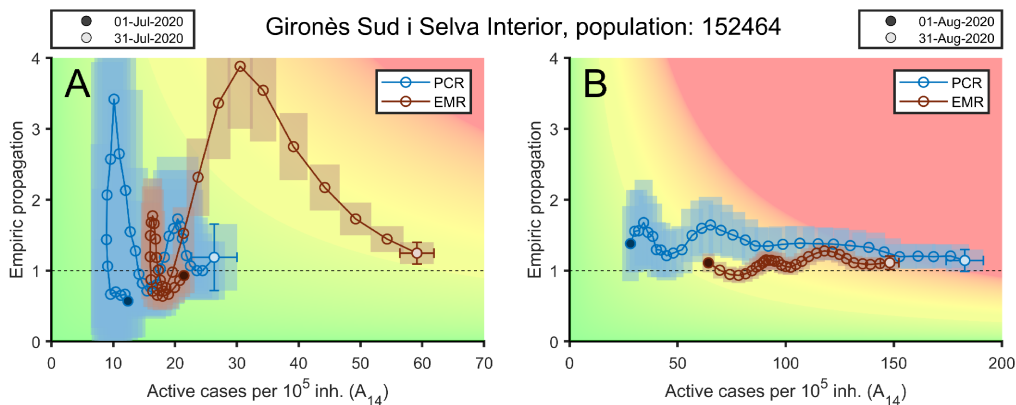 Gironès Sud i Selva Interior, population: 152464
01-Jul-2020
31-Jul-2020
01-Aug-2020
31-Aug-2020
A
PCR
EMR
Empiric propagation
4
3
2
1
0
0 10 20 30 40 50 60 70
Active cases per 10⁵ inh. (A₁₄)
B
PCR
EMR
Empiric propagation
4
3
2
1
0
0 50 100 150 200
Active cases per 10⁵ inh. (A₁₄)